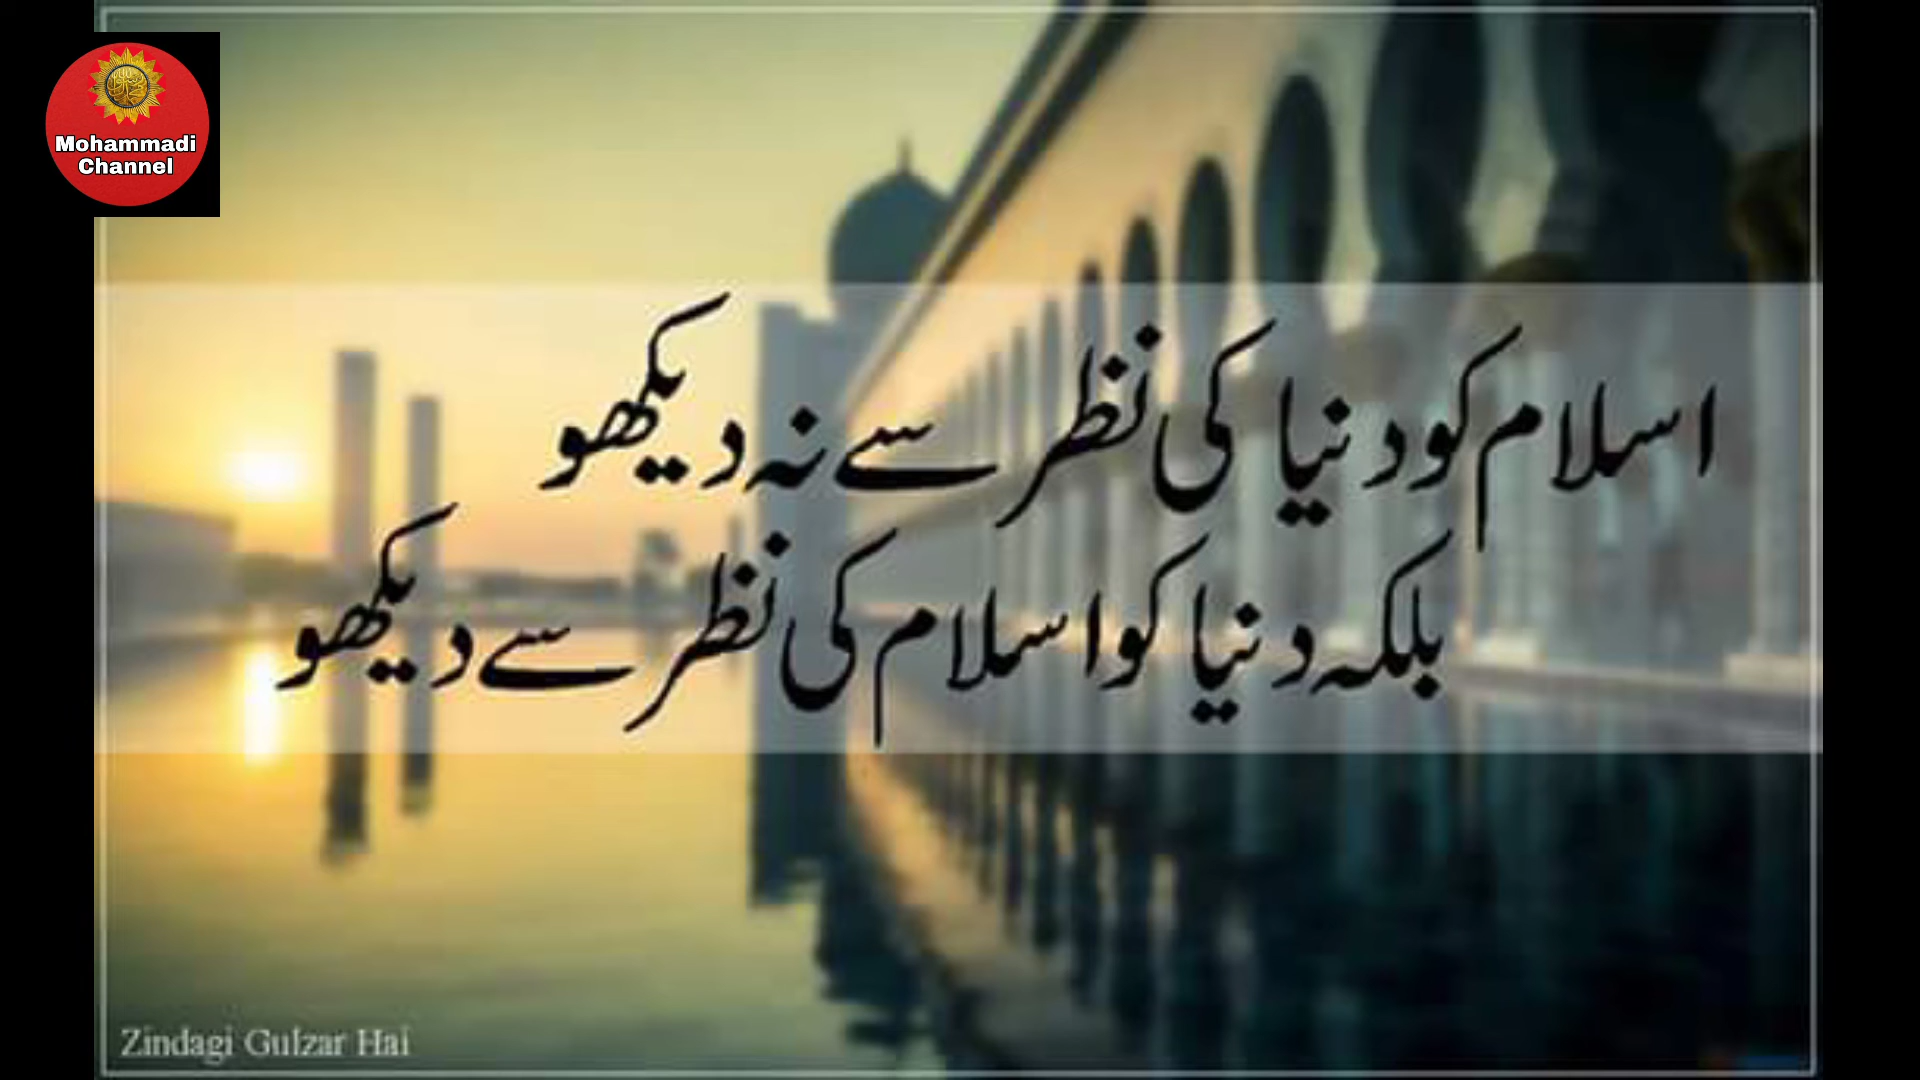 Mohammadi
Channel
اسلام کو دنیا کی نظر سے نہ دیکھو
بلکہ دنیا کو اسلام کی نظر سے دیکھو
Zindagi Gulzar Hai